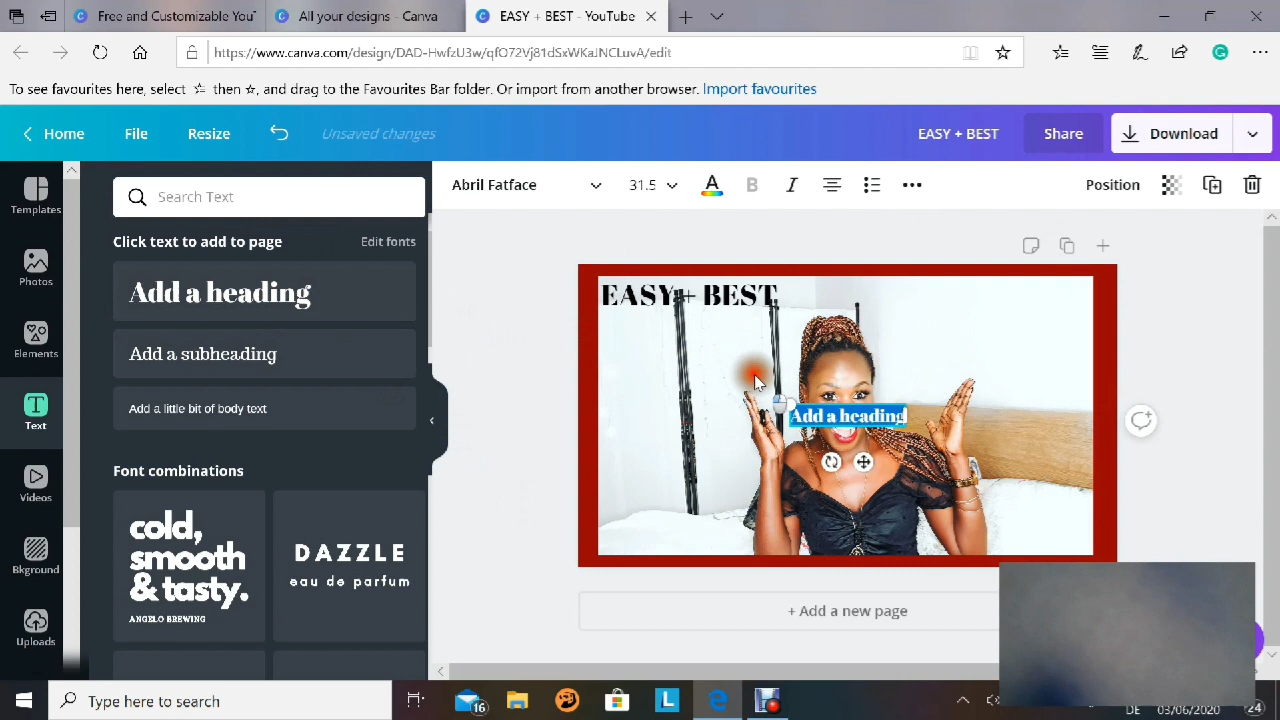 Free and Customizable YouT
All your designs - Canva
EASY + BEST - YouTube
https://www.canva.com/design/DAD-HwfzU3w/qfO72Vj81dSxWKaJNCLuvA/edit
To see favourites here, select ☆ then ☆, and drag to the Favourites Bar folder. Or import from another browser. Import favourites
Home
File
Resize
Unsaved changes
EASY + BEST
Share
Download
Templates
Photos
Elements
Text
Videos
Bkground
Uploads
Search Text
Click text to add to page
Edit fonts
Add a heading
Add a subheading
Add a little bit of body text
Font combinations
cold,
smooth
& tasty.
ANGELO BREWING
DAZZLE
eau de parfum
Abril Fatface
31.5
A
B
I
Position
EASY + BEST
Add a heading
+ Add a new page
Type here to search
16
L
DE
03/06/2020
24